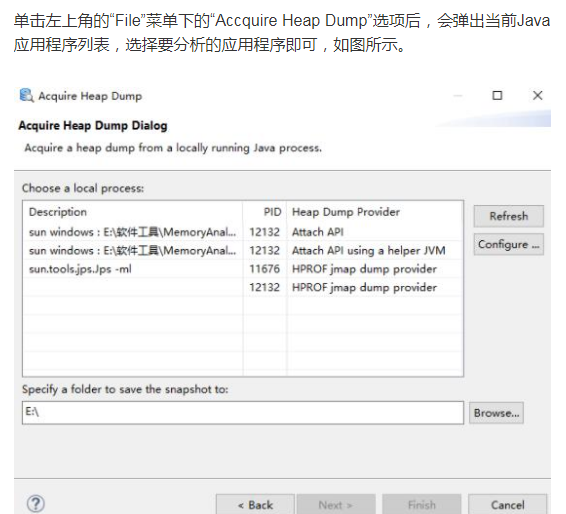 单击左上角的“File”菜单下的“Accquire Heap Dump”选项后，会弹出当前Java
应用程序列表，选择要分析的应用程序即可，如图所示。
Acquire Heap Dump
Acquire Heap Dump Dialog
Acquire a heap dump from a locally running Java process.
Choose a local process:
Description PID Heap Dump Provider Refresh
sun windows : E:\软件工具\MemoryAnal... 12132 Attach API
sun windows : E:\软件工具\MemoryAnal... 12132 Attach API using a helper JVM Configure ...
sun.tools.jps.Jps -ml 11676 HPROF jmap dump provider
12132 HPROF jmap dump provider
Specify a folder to save the snapshot to:
E:\ Browse...
? < Back Next > Finish Cancel